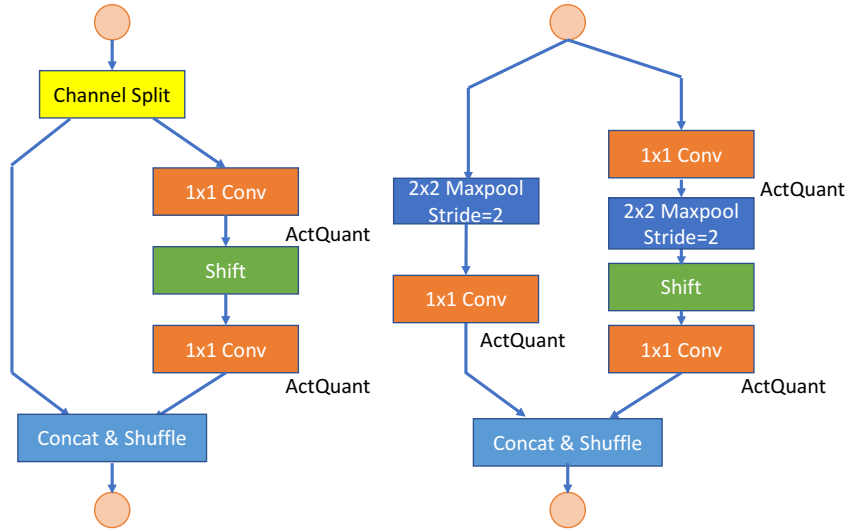 Channel Split
1x1 Conv
ActQuant
Shift
1x1 Conv
ActQuant
Concat & Shuffle
2x2 Maxpool
Stride=2
1x1 Conv
ActQuant
1x1 Conv
ActQuant
2x2 Maxpool
Stride=2
Shift
1x1 Conv
ActQuant
Concat & Shuffle